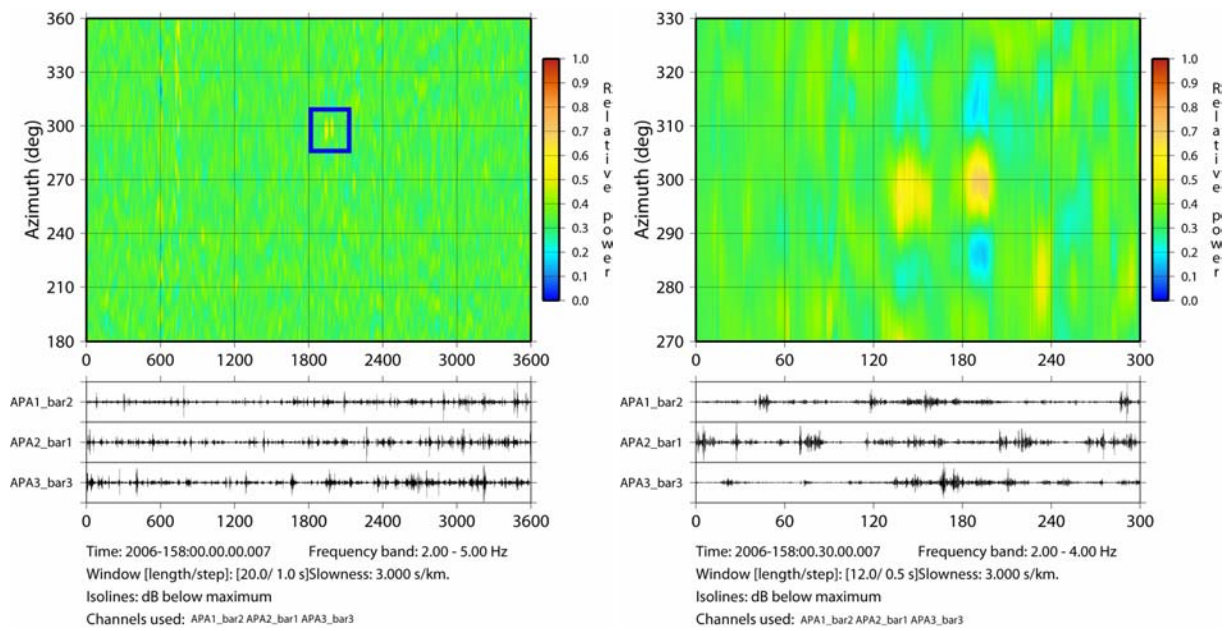 360
330
300
270
240
210
180
Azimuth (deg)
0 600 1200 1800 2400 3000 3600
1.0
0.9
0.8
0.7
0.6
0.5
0.4
0.3
0.2
0.1
0.0
Relative power
APA1_bar2
APA2_bar1
APA3_bar3
0 600 1200 1800 2400 3000 3600
Time: 2006-158:00.00.00.007 Frequency band: 2.00 - 5.00 Hz
Window [length/step]: [20.0/ 1.0 s]Slowness: 3.000 s/km.
Isolines: dB below maximum
Channels used: APA1_bar2 APA2_bar1 APA3_bar3
330
320
310
300
290
280
270
Azimuth (deg)
0 60 120 180 240 300
1.0
0.9
0.8
0.7
0.6
0.5
0.4
0.3
0.2
0.1
0.0
Relative power
APA1_bar2
APA2_bar1
APA3_bar3
0 60 120 180 240 300
Time: 2006-158:00.30.00.007 Frequency band: 2.00 - 4.00 Hz
Window [length/step]: [12.0/ 0.5 s]Slowness: 3.000 s/km.
Isolines: dB below maximum
Channels used: APA1_bar2 APA2_bar1 APA3_bar3